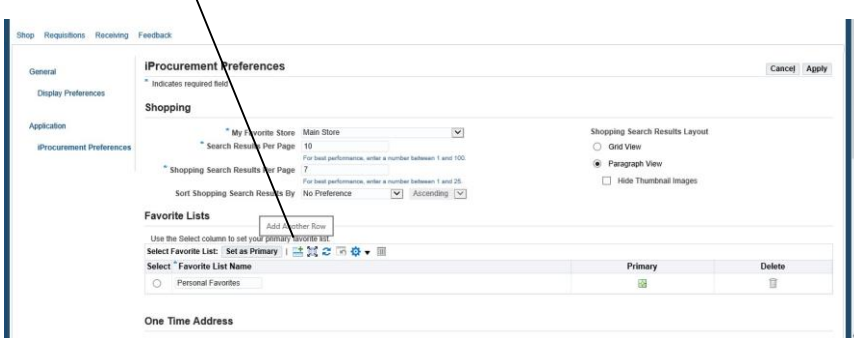 Shop Requisitions Receiving Feedback
General
Display Preferences
Application
iProcurement Preferences
iProcurement Preferences
Cancel Apply
* Indicates required field
Shopping
* My Favorite Store Main Store
* Search Results Per Page 10
For best performance, enter a number between 1 and 100.
* Shopping Search Results Per Page 7
For best performance, enter a number between 1 and 25.
Sort Shopping Search Results By No Preference Ascending
Shopping Search Results Layout
Grid View
Paragraph View
Hide Thumbnail Images
Favorite Lists
Add Another Row
Use the Select column to set your primary favorite list.
Select Favorite List: Set as Primary |
Select * Favorite List Name Primary Delete
Personal Favorites
One Time Address